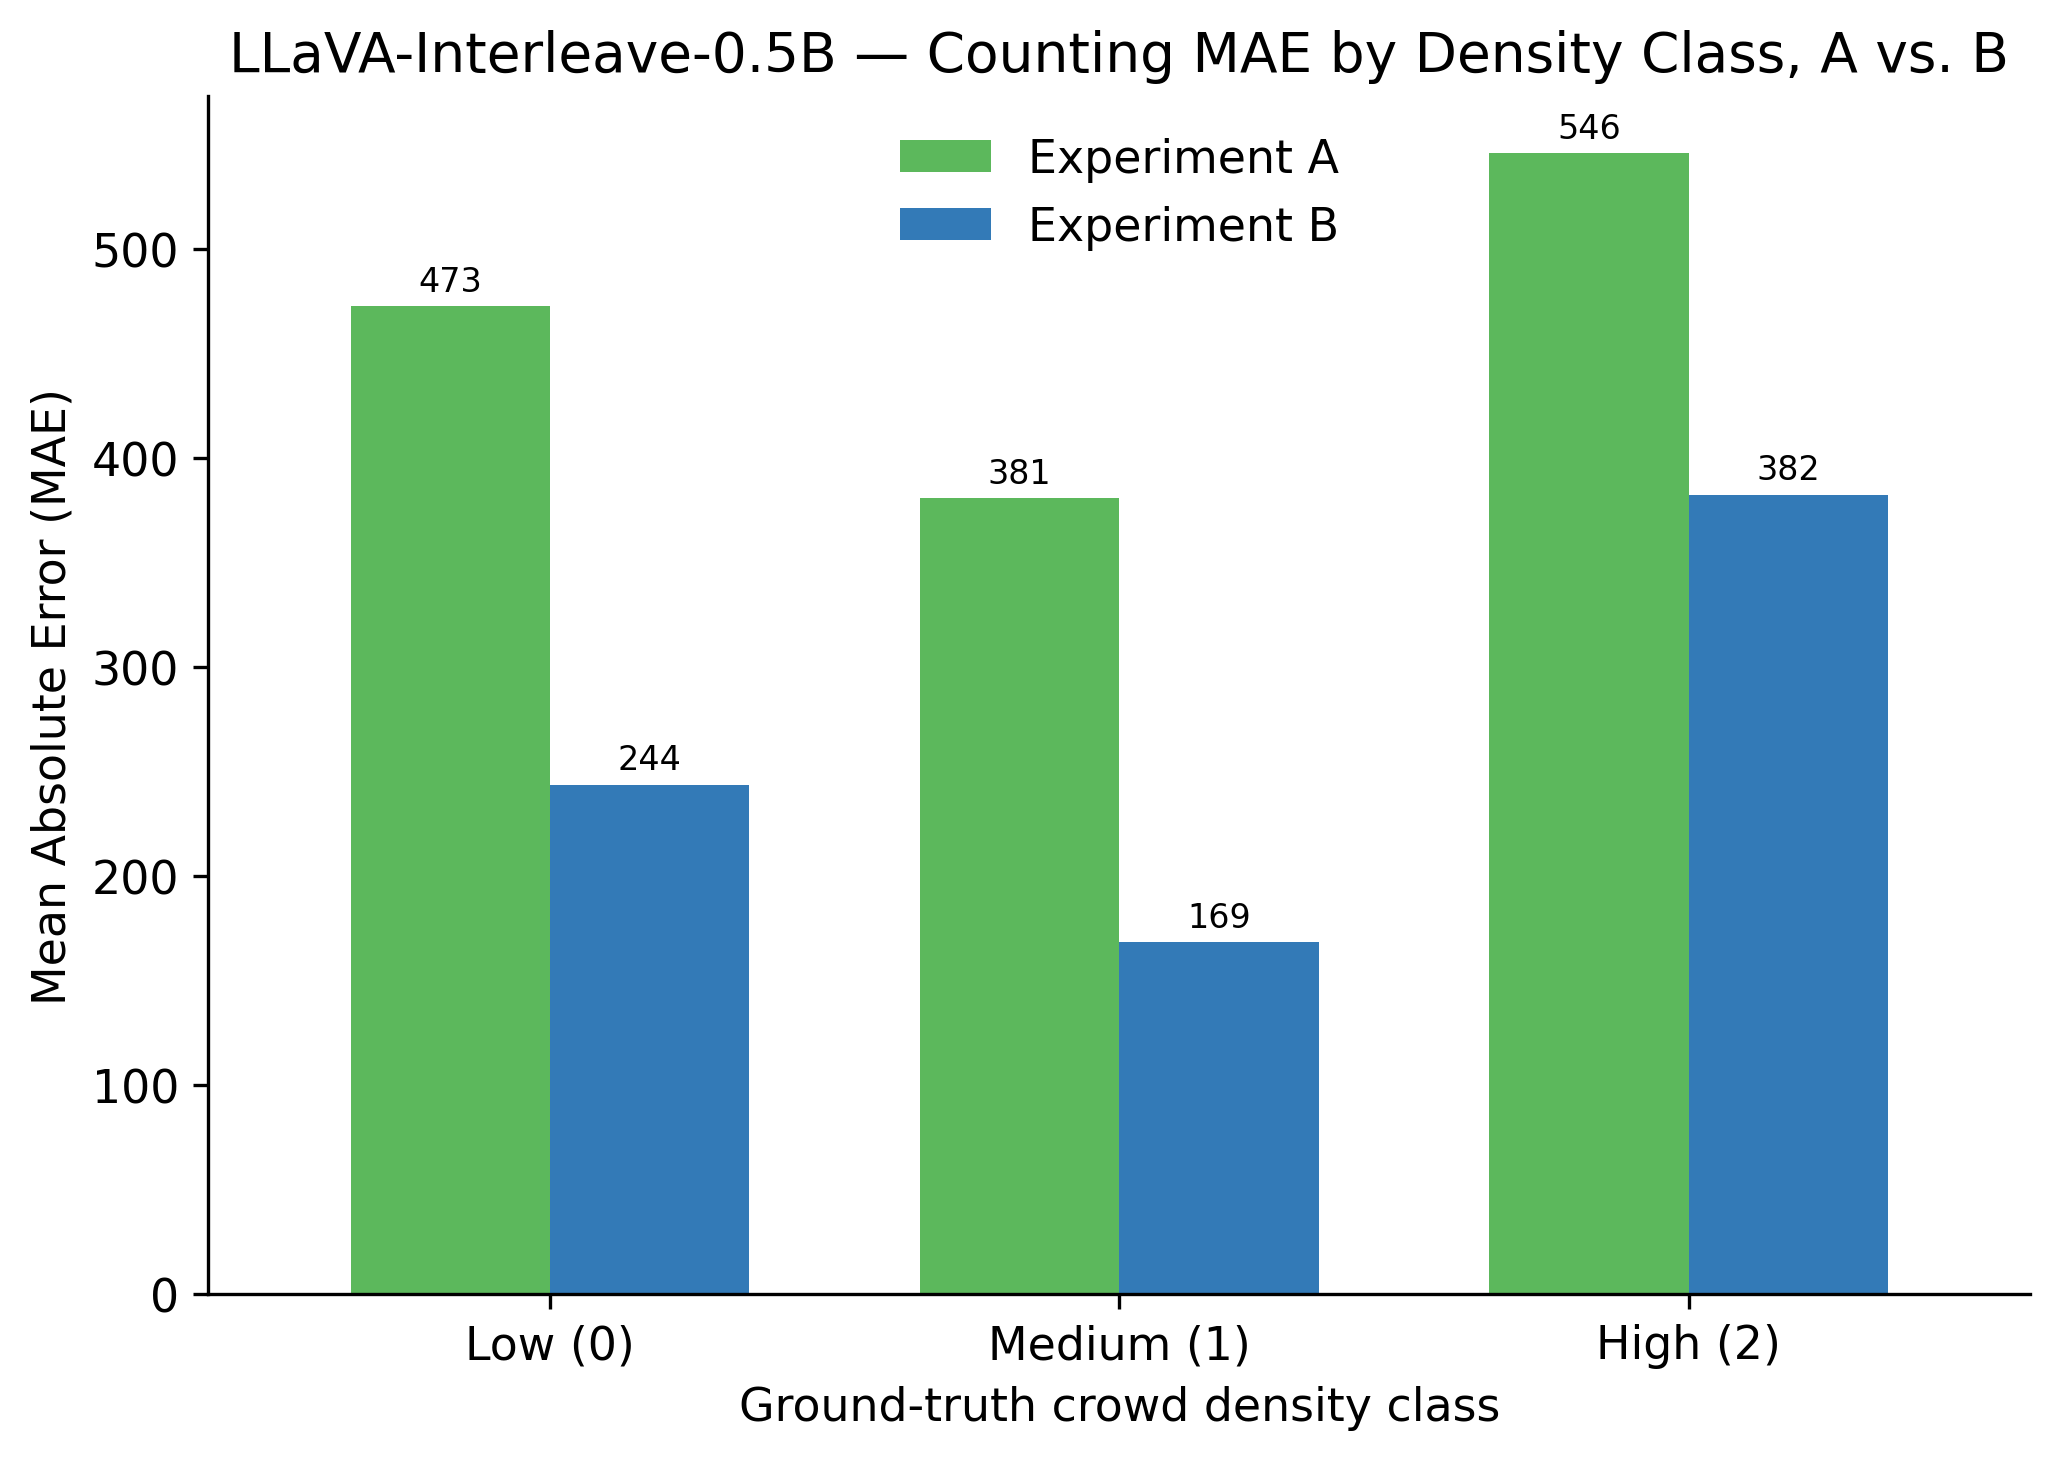 LLaVA-Interleave-0.5B — Counting MAE by Density Class, A vs. B
Experiment A
Experiment B
Mean Absolute Error (MAE)
500
400
300
200
100
0
473
244
381
169
546
382
Low (0)
Medium (1)
High (2)
Ground-truth crowd density class